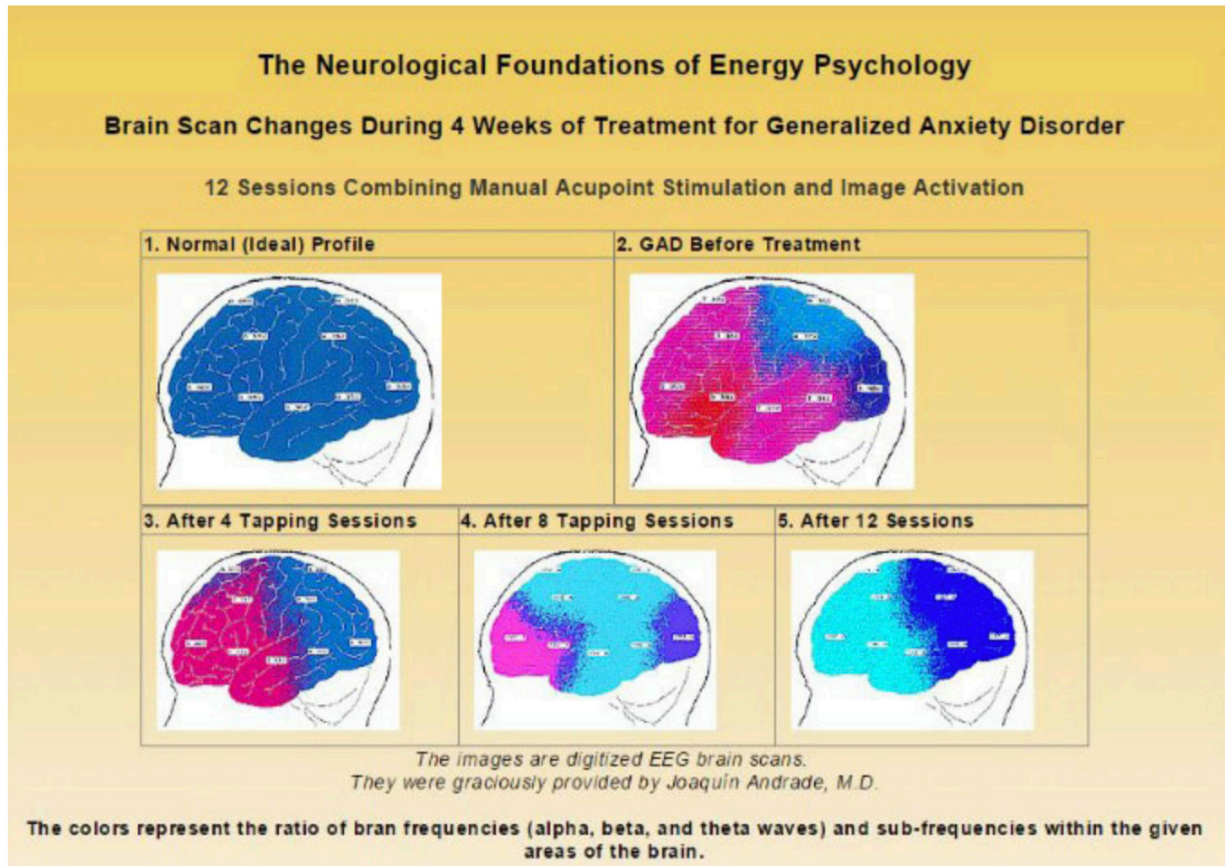 The Neurological Foundations of Energy Psychology
Brain Scan Changes During 4 Weeks of Treatment for Generalized Anxiety Disorder
12 Sessions Combining Manual Acupoint Stimulation and Image Activation
1. Normal (Ideal) Profile
2. GAD Before Treatment
3. After 4 Tapping Sessions
4. After 8 Tapping Sessions
5. After 12 Sessions
The images are digitized EEG brain scans.
They were graciously provided by Joaquín Andrade, M.D.
The colors represent the ratio of bran frequencies (alpha, beta, and theta waves) and sub-frequencies within the given
areas of the brain.